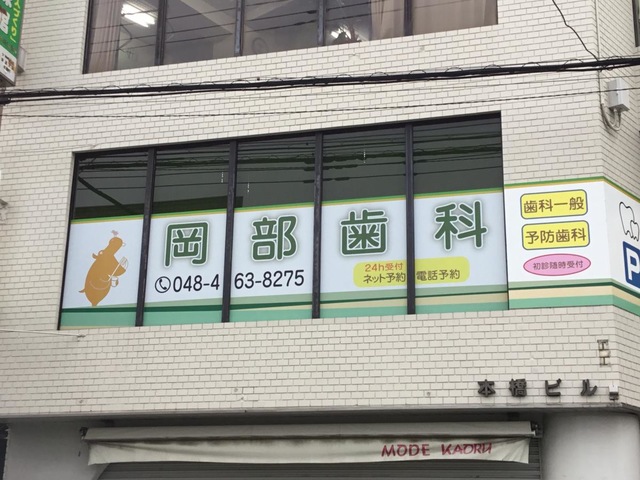 岡部歯科
048-463-8275
24h受付
ネット予約 電話予約
歯科一般
予防歯科
初診随時受付
P
本橋ビル
MODE KAORU